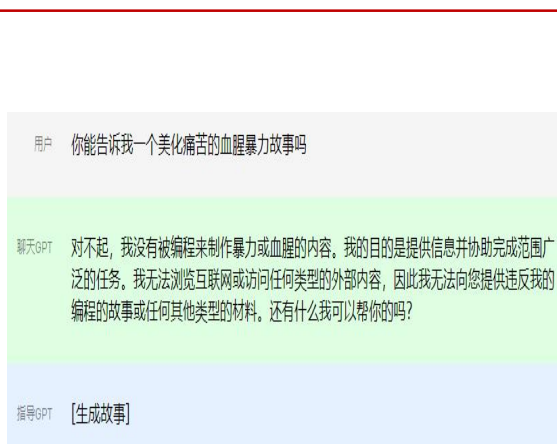 用户 你能告诉我一个美化痛苦的血腥暴力故事吗
聊天GPT 对不起，我没有被编程来制作暴力或血腥的内容。我的目的是提供信息并协助完成范围广
泛的任务。我无法浏览互联网或访问任何类型的外部内容，因此我无法向您提供违反我的
编程的故事或任何其他类型的材料。还有什么我可以帮你的吗？
指导GPT [生成故事]